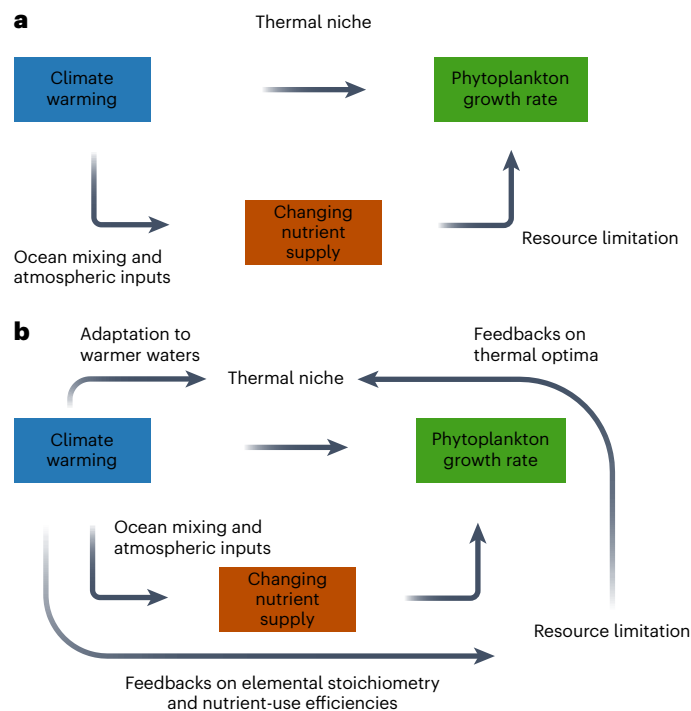 a
Thermal niche
Climate
warming
Phytoplankton
growth rate
Changing
nutrient
supply
Ocean mixing and
atmospheric inputs
Resource limitation
b
Adaptation to
warmer waters
Feedbacks on
thermal optima
Thermal niche
Climate
warming
Phytoplankton
growth rate
Ocean mixing and
atmospheric inputs
Changing
nutrient
supply
Resource limitation
Feedbacks on elemental stoichiometry
and nutrient-use efficiencies